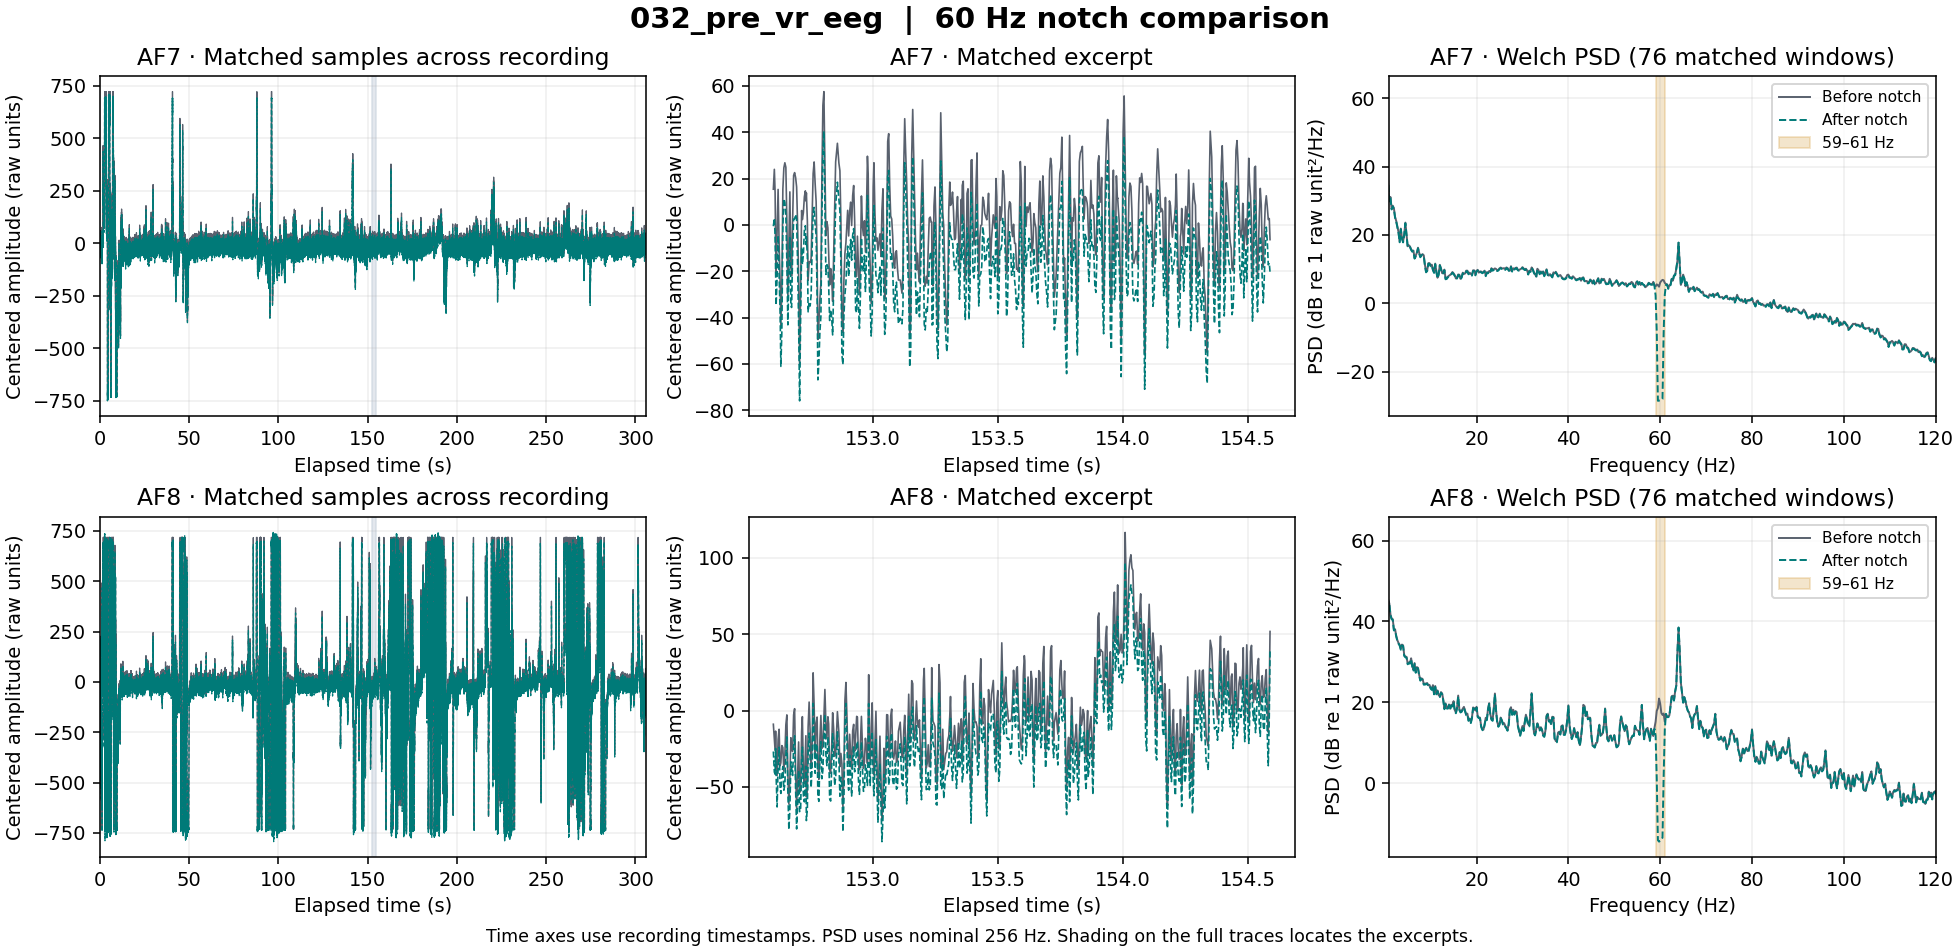 032_pre_vr_eeg | 60 Hz notch comparison
AF7 · Matched samples across recording
Centered amplitude (raw units)
750
500
250
0
−250
−500
−750
0 50 100 150 200 250 300
Elapsed time (s)
AF7 · Matched excerpt
Centered amplitude (raw units)
60
40
20
0
−20
−40
−60
−80
153.0 153.5 154.0 154.5
Elapsed time (s)
AF7 · Welch PSD (76 matched windows)
PSD (dB re 1 raw unit²/Hz)
60
40
20
0
−20
Before notch
After notch
59–61 Hz
20 40 60 80 100 120
Frequency (Hz)
AF8 · Matched samples across recording
Centered amplitude (raw units)
750
500
250
0
−250
−500
−750
0 50 100 150 200 250 300
Elapsed time (s)
AF8 · Matched excerpt
Centered amplitude (raw units)
100
50
0
−50
153.0 153.5 154.0 154.5
Elapsed time (s)
AF8 · Welch PSD (76 matched windows)
PSD (dB re 1 raw unit²/Hz)
60
40
20
0
Before notch
After notch
59–61 Hz
20 40 60 80 100 120
Frequency (Hz)
Time axes use recording timestamps. PSD uses nominal 256 Hz. Shading on the full traces locates the excerpts.